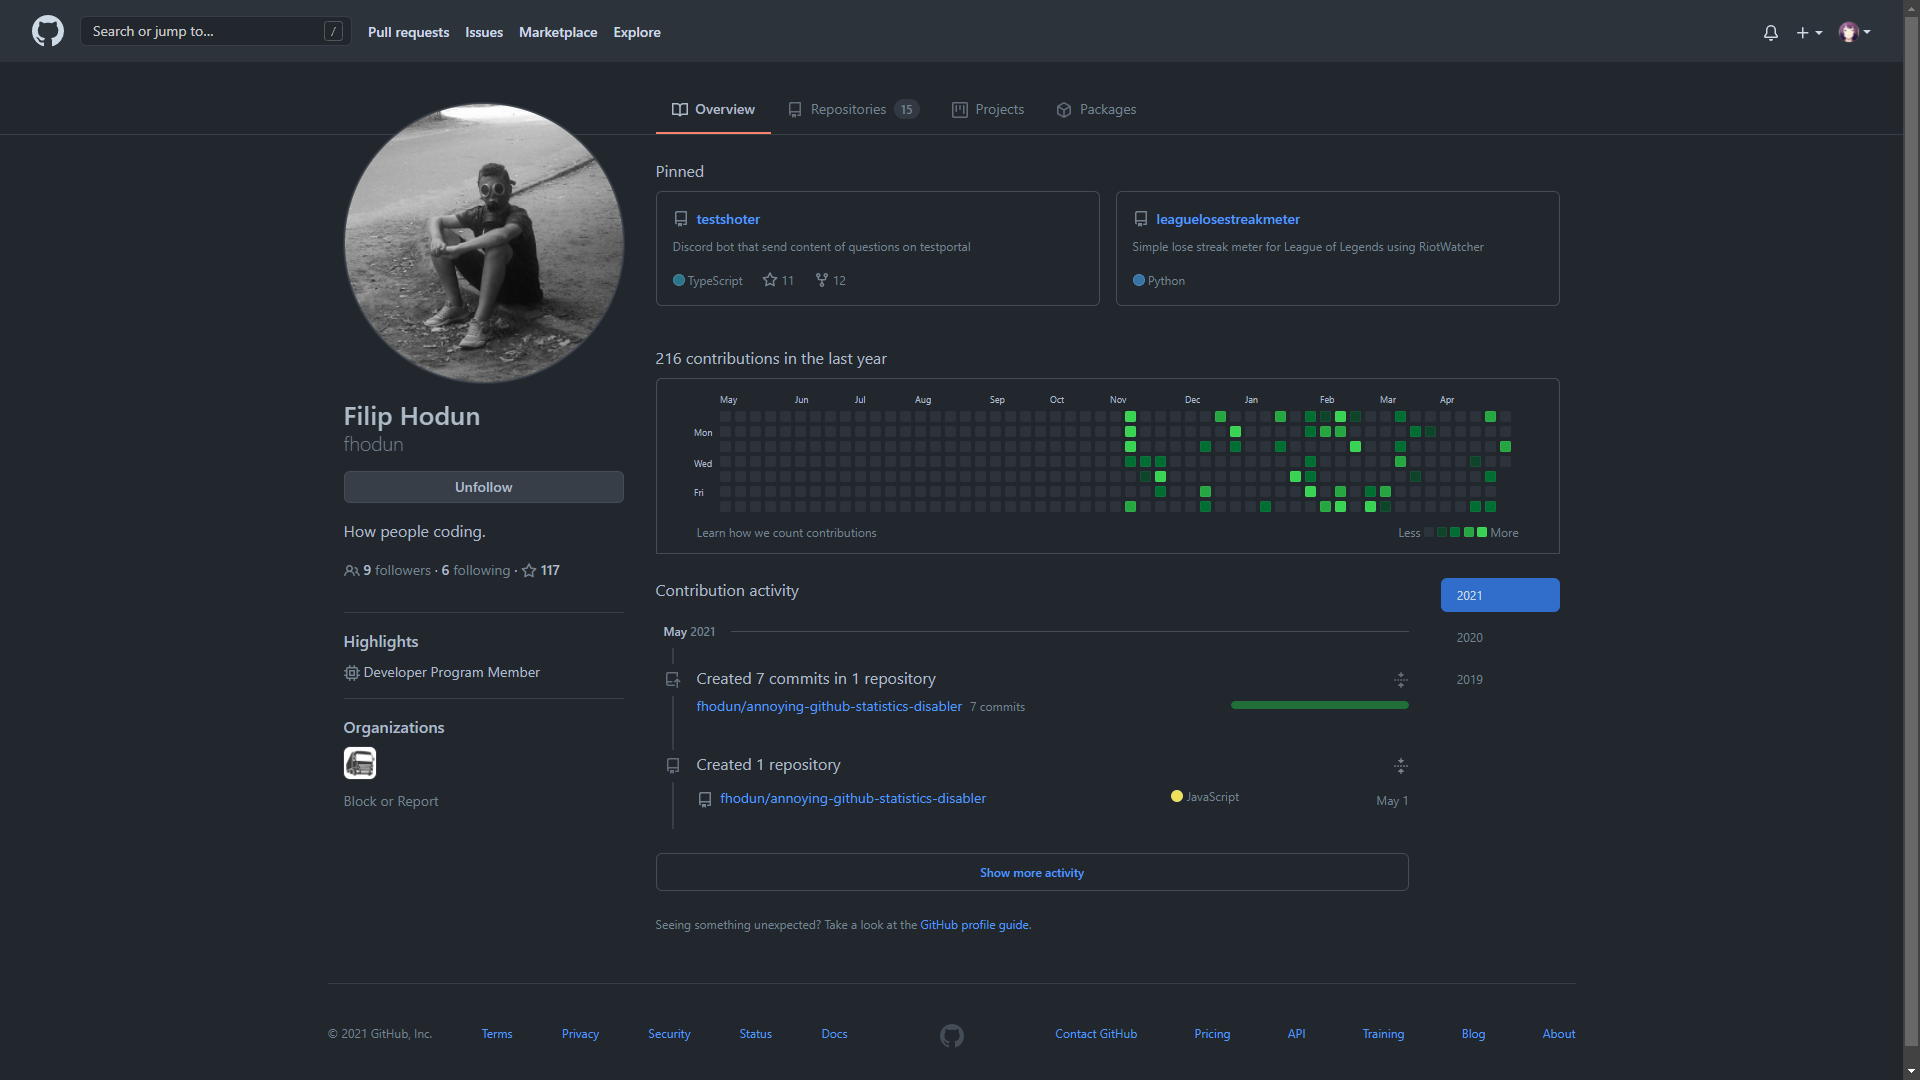 Search or jump to... /
Pull requests Issues Marketplace Explore
Overview Repositories 15 Projects Packages
Filip Hodun
fhodun
Unfollow
How people coding.
9 followers · 6 following · 117
Highlights
Developer Program Member
Organizations
Block or Report
Pinned
testshoter
Discord bot that send content of questions on testportal
TypeScript 11 12
leaguelosestreakmeter
Simple lose streak meter for League of Legends using RiotWatcher
Python
216 contributions in the last year
May Jun Jul Aug Sep Oct Nov Dec Jan Feb Mar Apr
Mon
Wed
Fri
Learn how we count contributions Less More
Contribution activity
2021
2020
2019
May 2021
Created 7 commits in 1 repository
fhodun/annoying-github-statistics-disabler 7 commits
Created 1 repository
fhodun/annoying-github-statistics-disabler JavaScript May 1
Show more activity
Seeing something unexpected? Take a look at the GitHub profile guide.
© 2021 GitHub, Inc. Terms Privacy Security Status Docs Contact GitHub Pricing API Training Blog About